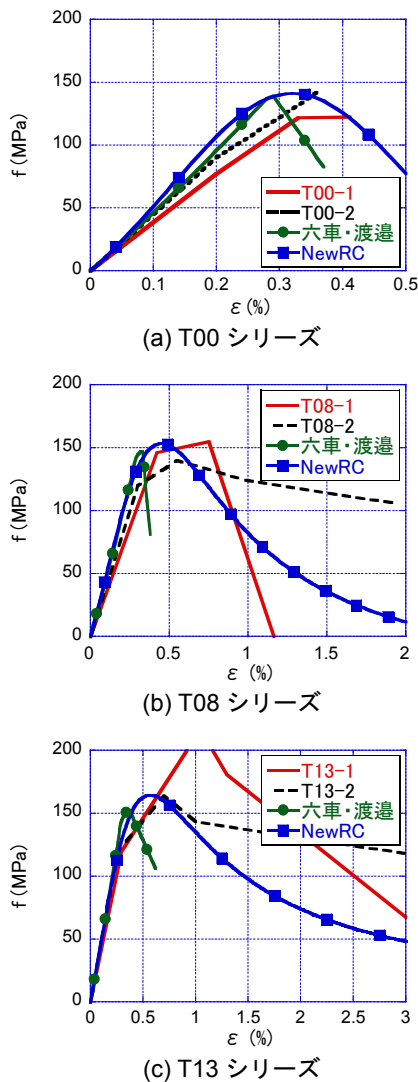 200
150
100
50
0
f (MPa)
T00-1
T00-2
六車・渡邉
NewRC
0 0.1 0.2 0.3 0.4 0.5
ε (%)
(a) T00 シリーズ
200
150
100
50
0
f (MPa)
T08-1
T08-2
六車・渡邉
NewRC
0 0.5 1 1.5 2
ε (%)
(b) T08 シリーズ
200
150
100
50
0
f (MPa)
T13-1
T13-2
六車・渡邉
NewRC
0 0.5 1 1.5 2 2.5 3
ε (%)
(c) T13 シリーズ